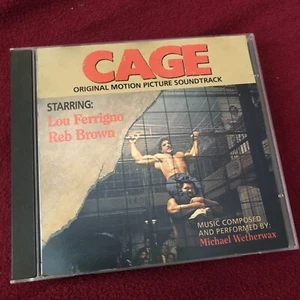 CAGE
ORIGINAL MOTION PICTURE SOUNDTRACK
STARRING:
Lou Ferrigno
Reb Brown
MUSIC COMPOSED
AND PERFORMED BY:
Michael Wetherwax